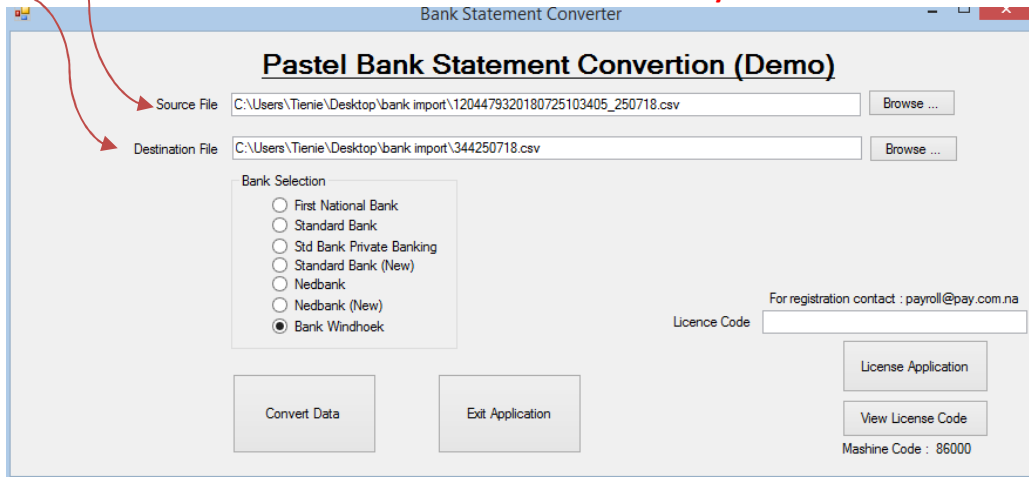 Bank Statement Converter
Pastel Bank Statement Convertion (Demo)
Source File C:\Users\Tienie\Desktop\bank import\1204479320180725103405_250718.csv Browse ...
Destination File C:\Users\Tienie\Desktop\bank import\344250718.csv Browse ...
Bank Selection
First National Bank
Standard Bank
Std Bank Private Banking
Standard Bank (New)
Nedbank
Nedbank (New)
Bank Windhoek
For registration contact : payroll@pay.com.na
Licence Code
License Application
Convert Data Exit Application
View License Code
Mashine Code : 86000